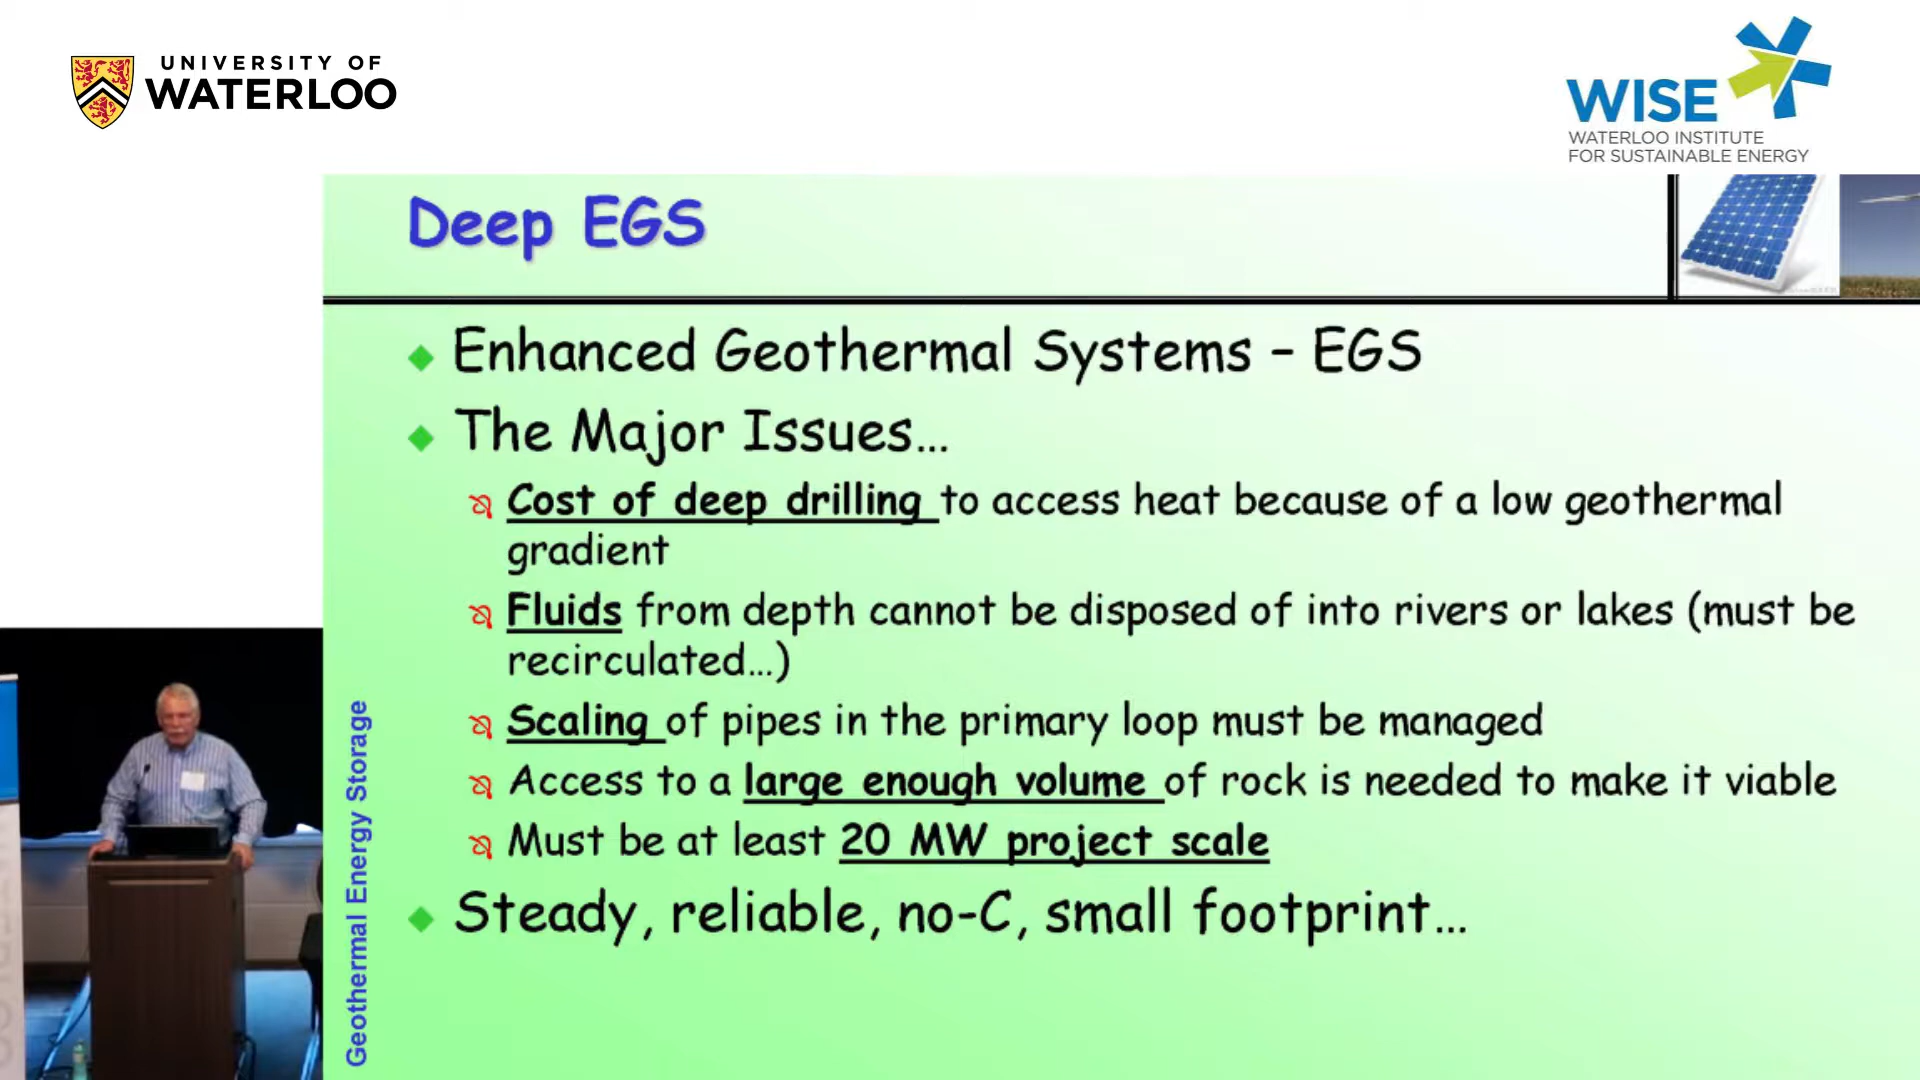 UNIVERSITY OF
WATERLOO
WISE
WATERLOO INSTITUTE
FOR SUSTAINABLE ENERGY
Deep EGS
Enhanced Geothermal Systems – EGS
The Major Issues…
Cost of deep drilling to access heat because of a low geothermal
gradient
Fluids from depth cannot be disposed of into rivers or lakes (must be
recirculated…)
Scaling of pipes in the primary loop must be managed
Access to a large enough volume of rock is needed to make it viable
Must be at least 20 MW project scale
Steady, reliable, no-C, small footprint…
Geothermal Energy Storage